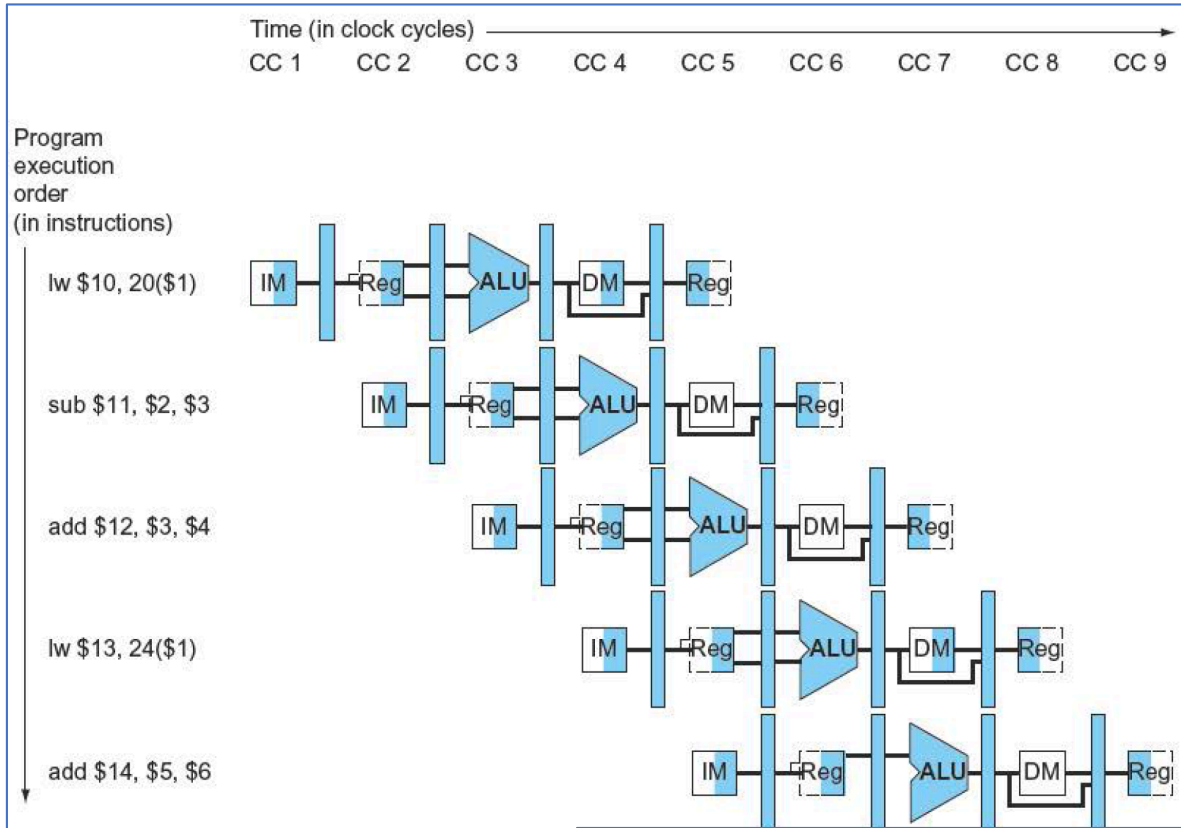 Time (in clock cycles)
CC 1 CC 2 CC 3 CC 4 CC 5 CC 6 CC 7 CC 8 CC 9
Program
execution
order
(in instructions)
lw $10, 20($1) IM Reg ALU DM Reg
sub $11, $2, $3 IM Reg ALU DM Reg
add $12, $3, $4 IM Reg ALU DM Reg
lw $13, 24($1) IM Reg ALU DM Reg
add $14, $5, $6 IM Reg ALU DM Reg